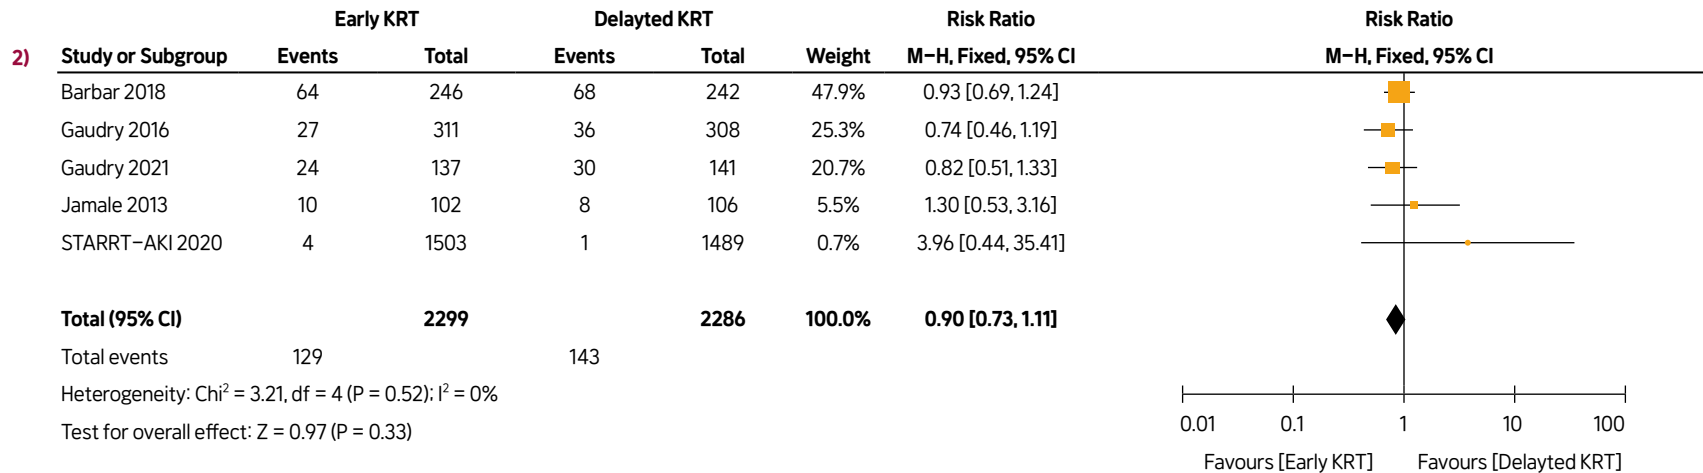 Early KRT Delayted KRT Risk Ratio Risk Ratio
2) Study or Subgroup Events Total Events Total Weight M−H, Fixed, 95% CI M−H, Fixed, 95% CI
Barbar 2018 64 246 68 242 47.9% 0.93 [0.69, 1.24]
Gaudry 2016 27 311 36 308 25.3% 0.74 [0.46, 1.19]
Gaudry 2021 24 137 30 141 20.7% 0.82 [0.51, 1.33]
Jamale 2013 10 102 8 106 5.5% 1.30 [0.53, 3.16]
STARRT−AKI 2020 4 1503 1 1489 0.7% 3.96 [0.44, 35.41]
Total (95% CI) 2299 2286 100.0% 0.90 [0.73, 1.11]
Total events 129 143
Heterogeneity: Chi² = 3.21, df = 4 (P = 0.52); I² = 0%
Test for overall effect: Z = 0.97 (P = 0.33)
0.01 0.1 1 10 100
Favours [Early KRT] Favours [Delayted KRT]